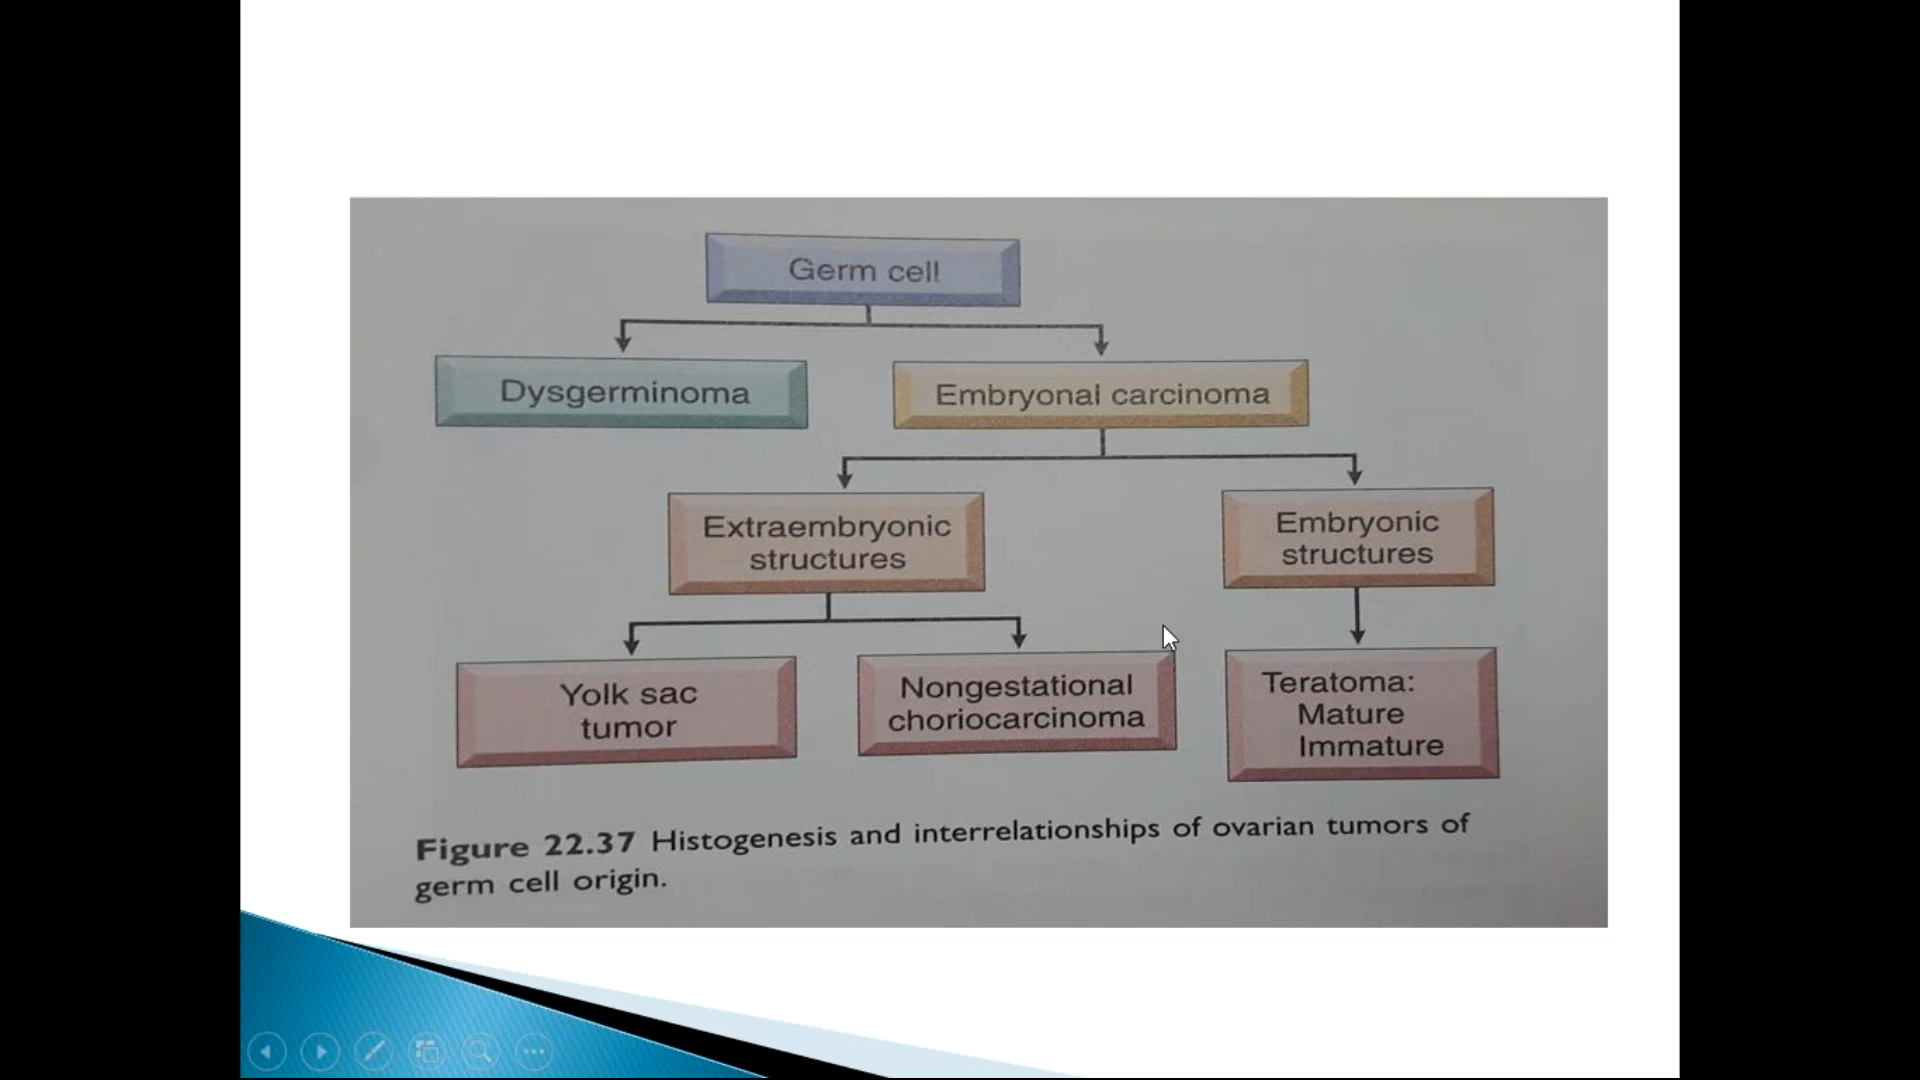 Germ cell
Dysgerminoma
Embryonal carcinoma
Extraembryonic
structures
Embryonic
structures
Yolk sac
tumor
Nongestational
choriocarcinoma
Teratoma:
Mature
Immature
Figure 22.37 Histogenesis and interrelationships of ovarian tumors of
germ cell origin.